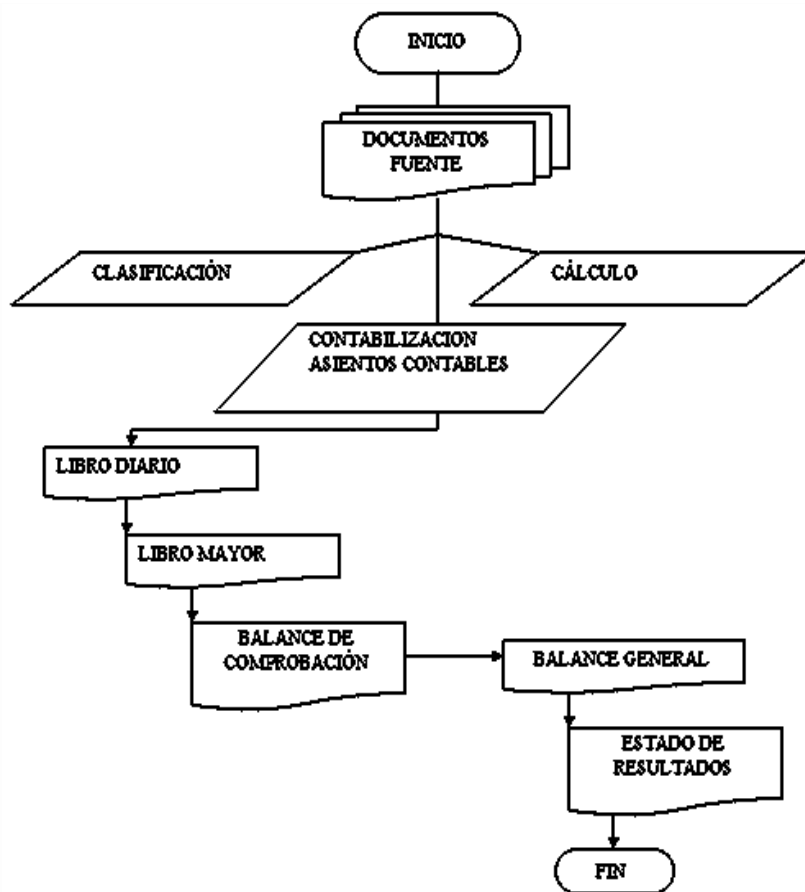 INICIO
DOCUMENTOS
FUENTE
CLASIFICACIÓN
CÁLCULO
CONTABILIZACION
ASIENTOS CONTABLES
LIBRO DIARIO
LIBRO MAYOR
BALANCE DE
COMPROBACIÓN
BALANCE GENERAL
ESTADO DE
RESULTADOS
FIN